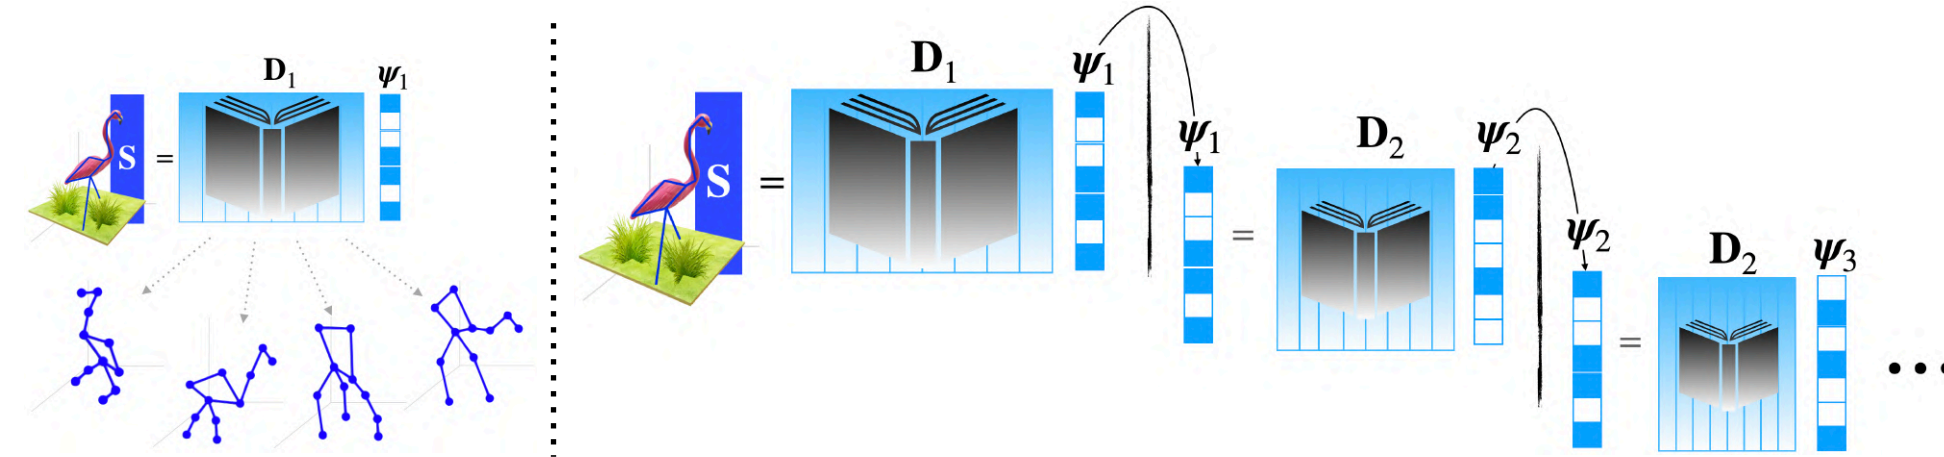 S = D₁ ψ₁
S = D₁ ψ₁
ψ₁ = D₂ ψ₂
ψ₂ = D₂ ψ₃ •••